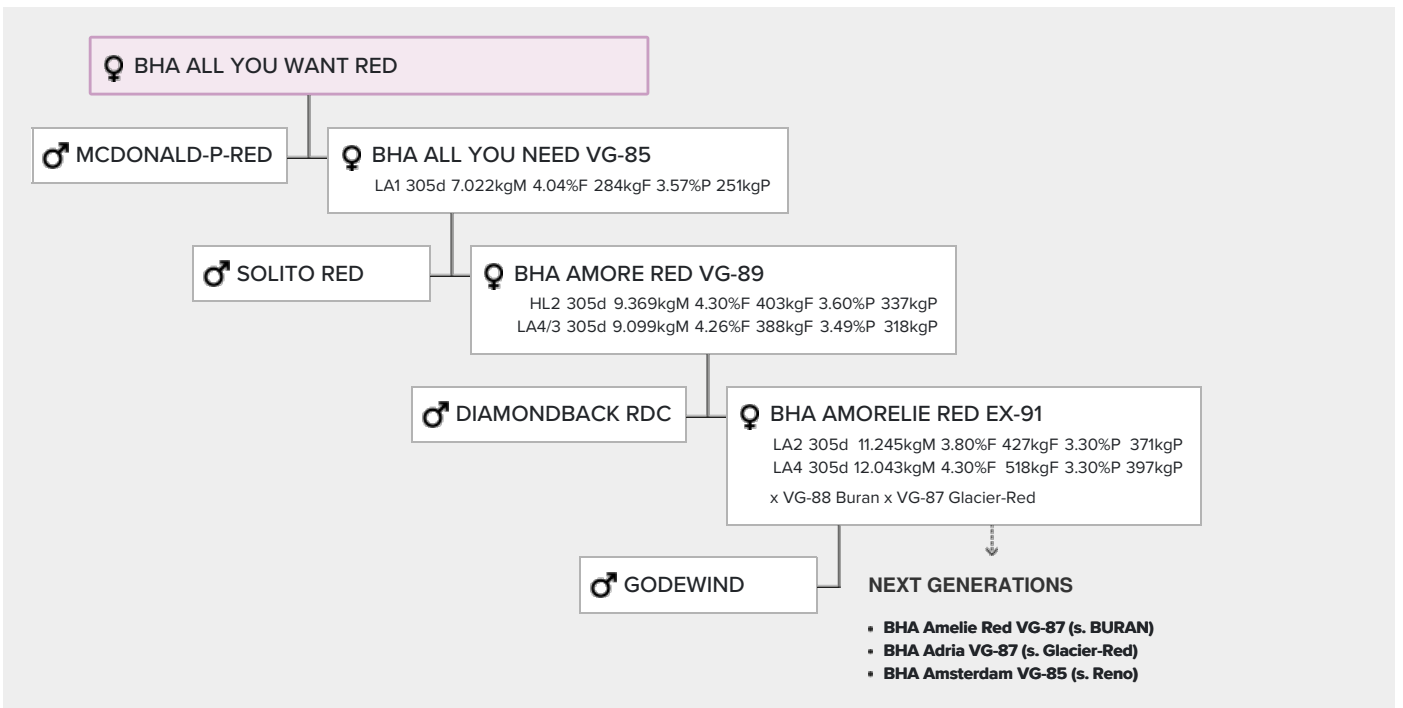 BHA ALL YOU WANT RED
MCDONALD-P-RED
BHA ALL YOU NEED VG-85
LA1 305d 7.022kgM 4.04%F 284kgF 3.57%P 251kgP
SOLITO RED
BHA AMORE RED VG-89
HL2 305d 9.369kgM 4.30%F 403kgF 3.60%P 337kgP
LA4/3 305d 9.099kgM 4.26%F 388kgF 3.49%P 318kgP
DIAMONDBACK RDC
BHA AMORELIE RED EX-91
LA2 305d 11.245kgM 3.80%F 427kgF 3.30%P 371kgP
LA4 305d 12.043kgM 4.30%F 518kgF 3.30%P 397kgP
x VG-88 Buran x VG-87 Glacier-Red
GODEWIND
NEXT GENERATIONS
• BHA Amelie Red VG-87 (s. BURAN)
• BHA Adria VG-87 (s. Glacier-Red)
• BHA Amsterdam VG-85 (s. Reno)